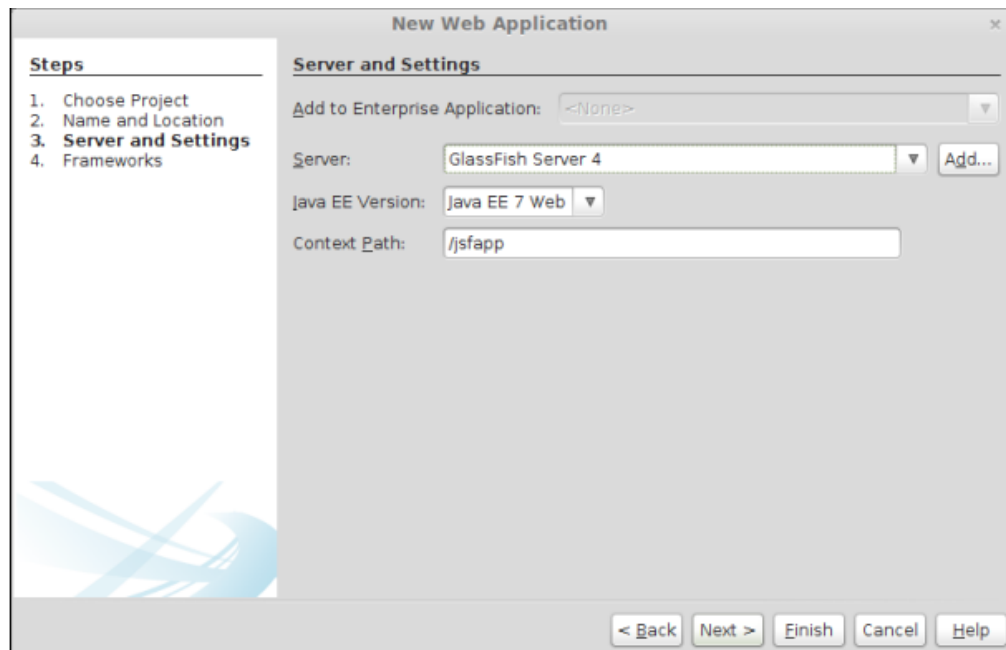 New Web Application
×
Steps
1. Choose Project
2. Name and Location
3. Server and Settings
4. Frameworks
Server and Settings
Add to Enterprise Application: <None>
Server: GlassFish Server 4 Add...
Java EE Version: Java EE 7 Web
Context Path: /jsfapp
< Back Next > Finish Cancel Help